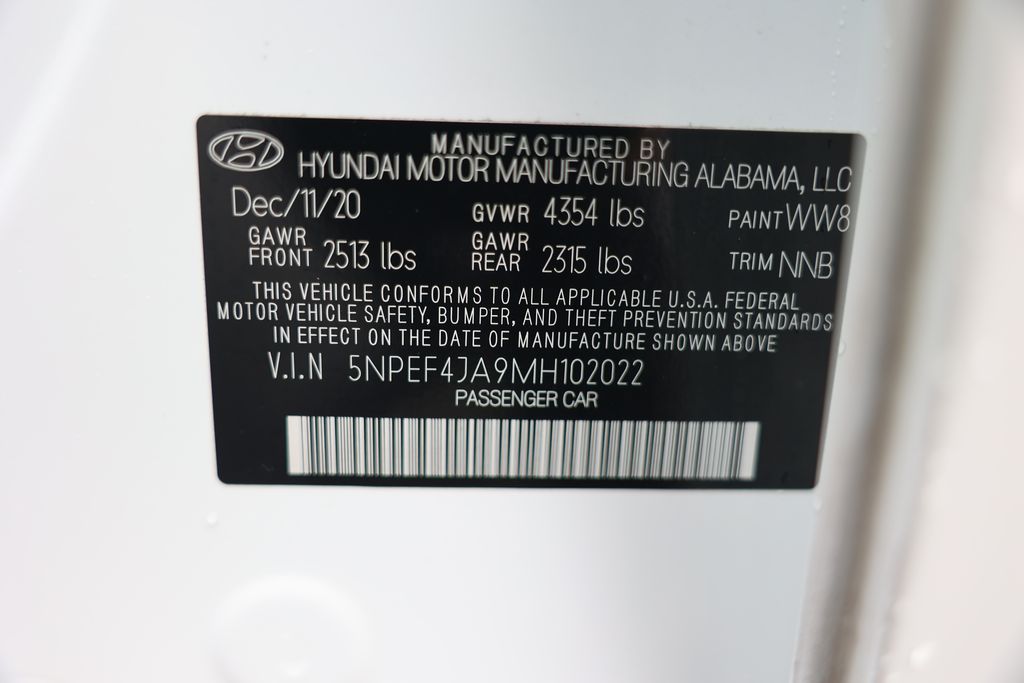 MANUFACTURED BY
HYUNDAI MOTOR MANUFACTURING ALABAMA, LLC
Dec/11/20 GVWR 4354 lbs PAINT WW8
GAWR FRONT 2513 lbs GAWR REAR 2315 lbs TRIM NNB
THIS VEHICLE CONFORMS TO ALL APPLICABLE U.S.A. FEDERAL
MOTOR VEHICLE SAFETY, BUMPER, AND THEFT PREVENTION STANDARDS
IN EFFECT ON THE DATE OF MANUFACTURE SHOWN ABOVE
V.I.N 5NPEF4JA9MH102022
PASSENGER CAR